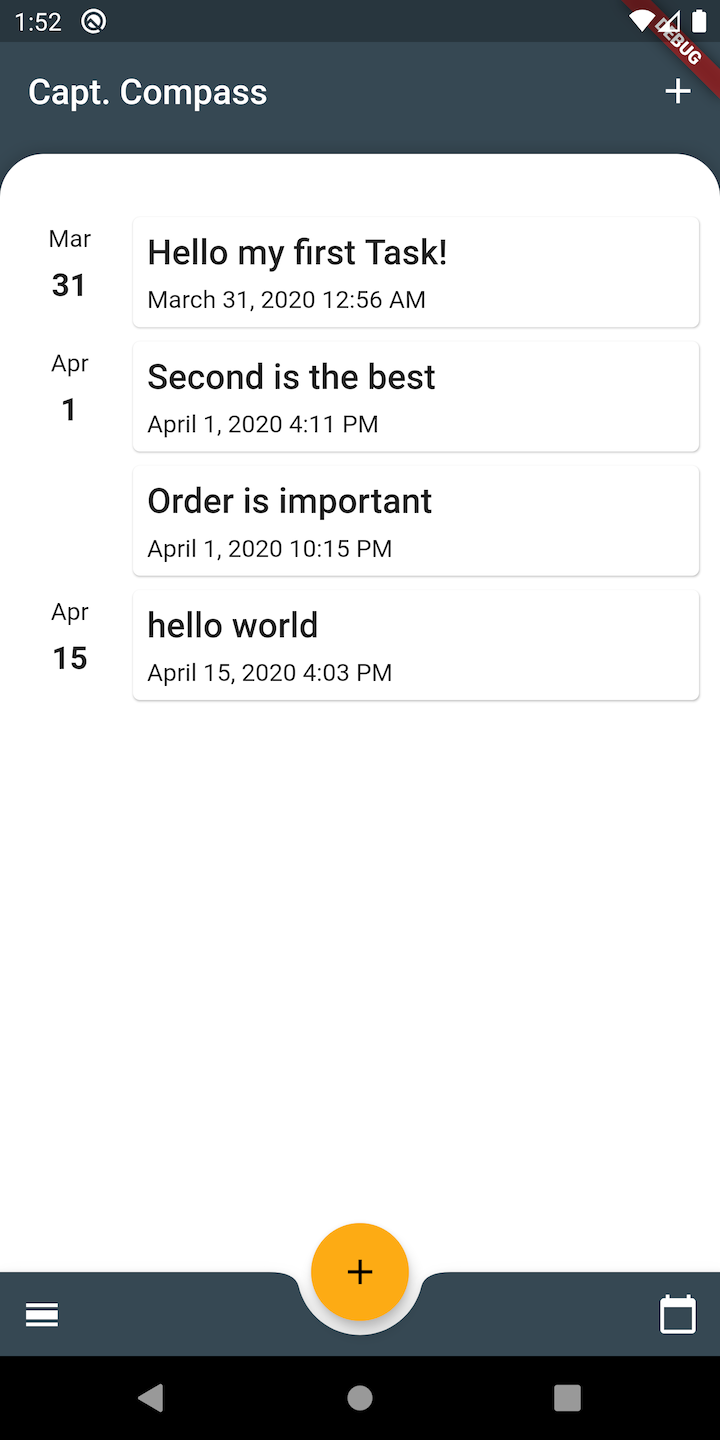 1:52
DEBUG
Capt. Compass
Mar
31
Hello my first Task!
March 31, 2020 12:56 AM
Apr
1
Second is the best
April 1, 2020 4:11 PM
Order is important
April 1, 2020 10:15 PM
Apr
15
hello world
April 15, 2020 4:03 PM